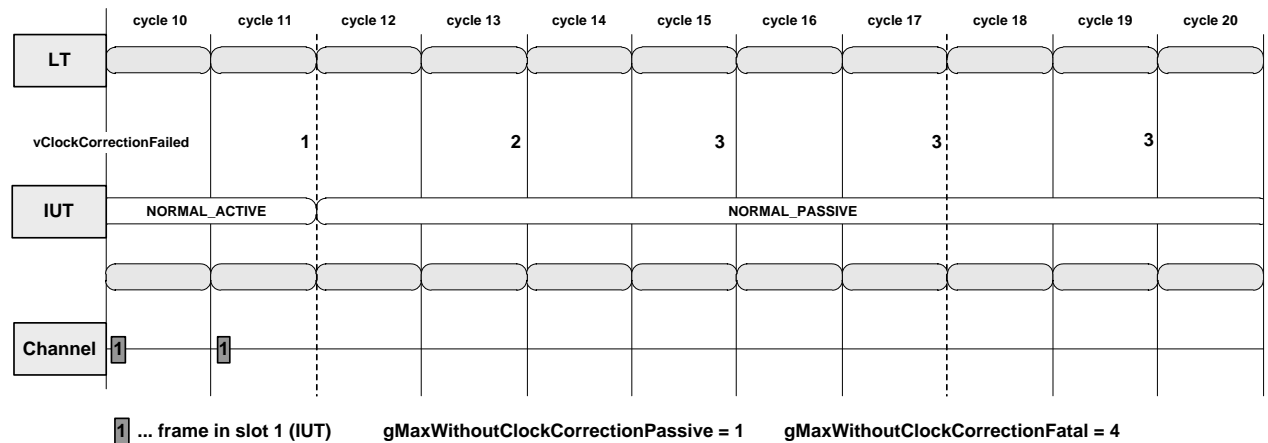 cycle 10 cycle 11 cycle 12 cycle 13 cycle 14 cycle 15 cycle 16 cycle 17 cycle 18 cycle 19 cycle 20
LT
vClockCorrectionFailed 1 2 3 3 3
IUT NORMAL_ACTIVE NORMAL_PASSIVE
Channel 1 1
1 ... frame in slot 1 (IUT) gMaxWithoutClockCorrectionPassive = 1 gMaxWithoutClockCorrectionFatal = 4